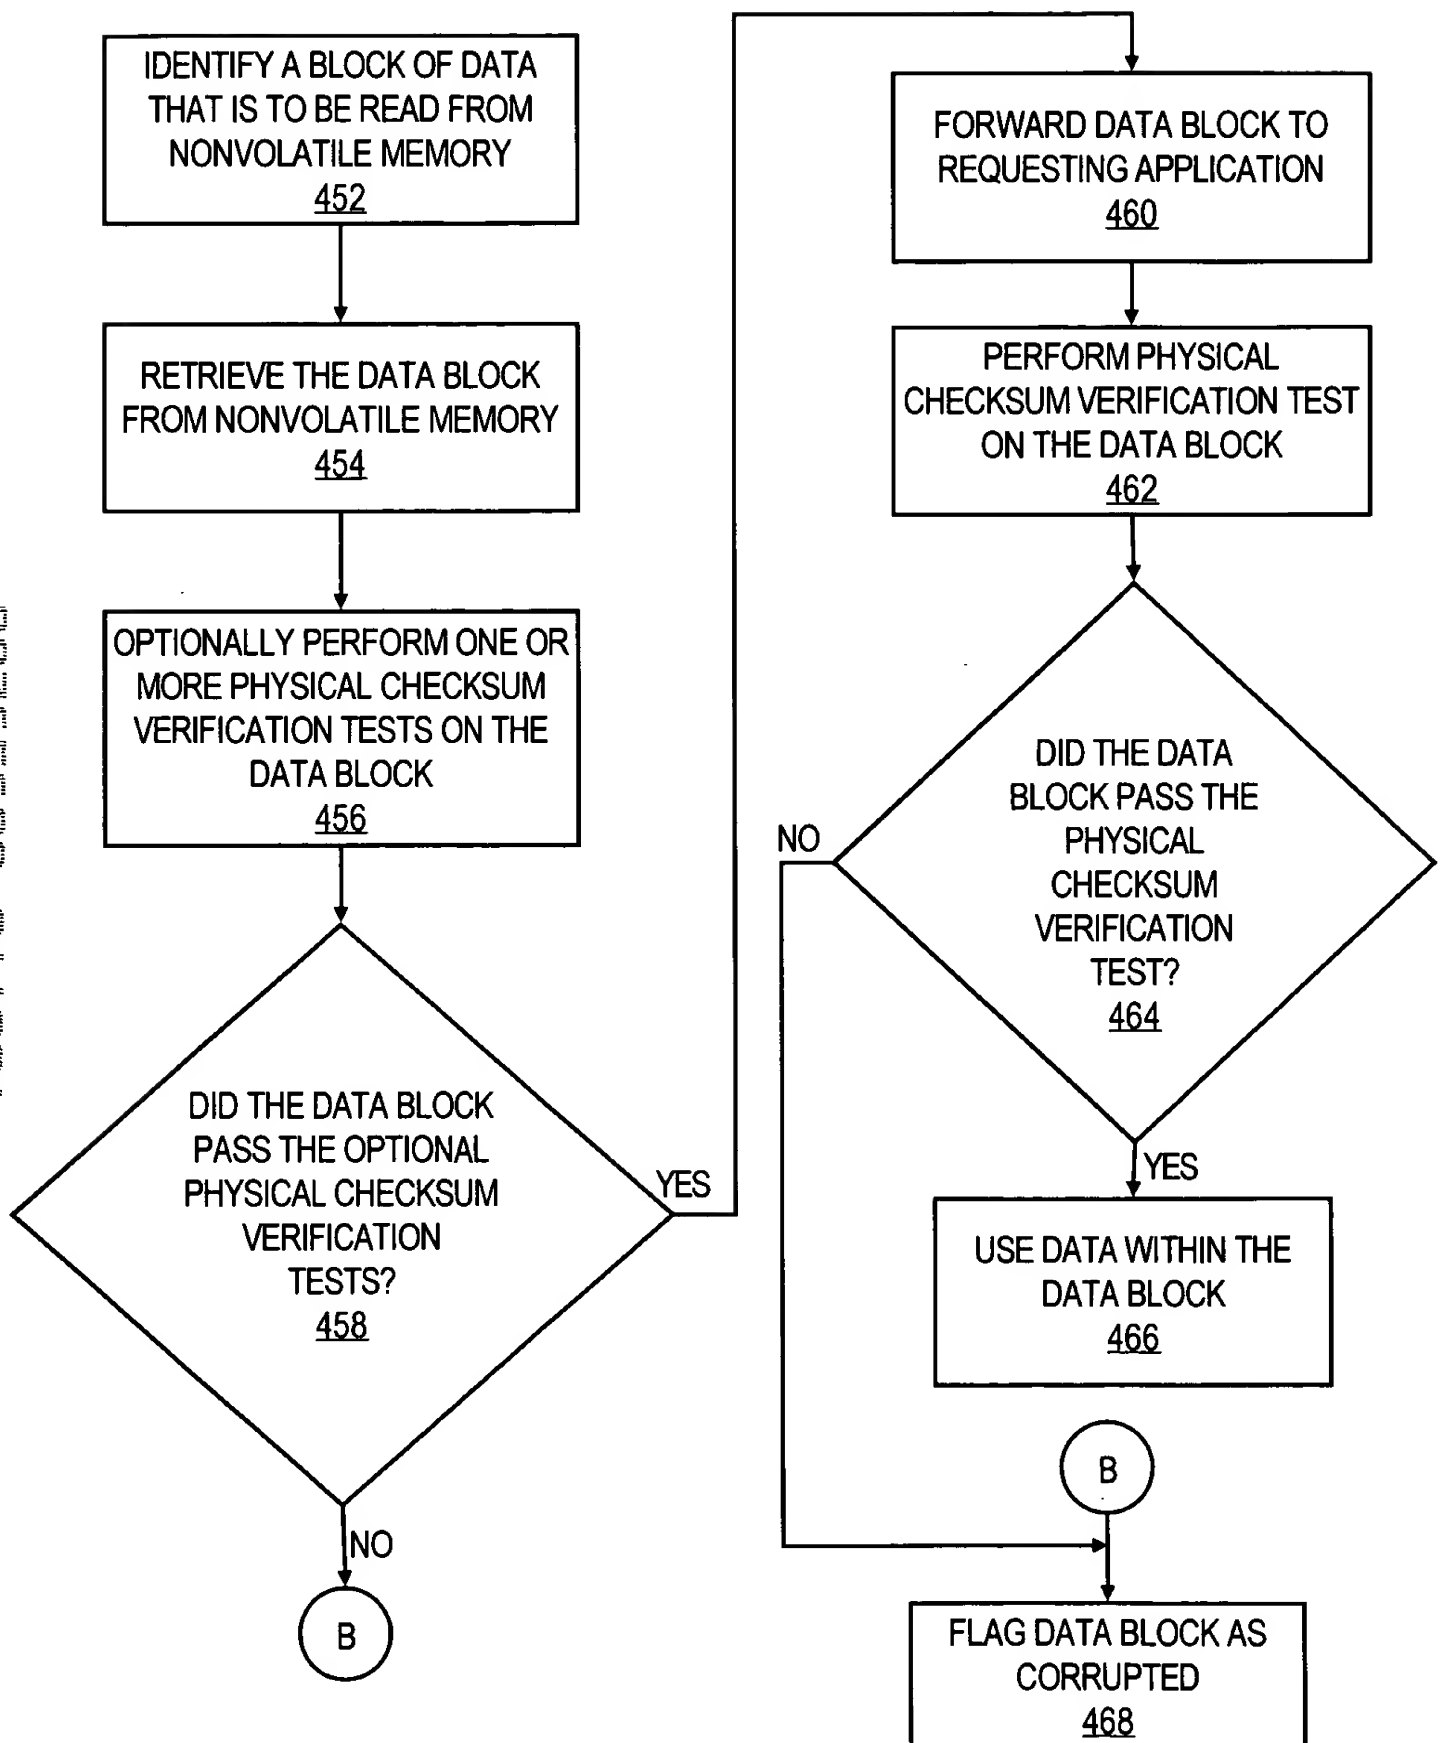 IDENTIFY A BLOCK OF DATA
THAT IS TO BE READ FROM
NONVOLATILE MEMORY
452
RETRIEVE THE DATA BLOCK
FROM NONVOLATILE MEMORY
454
OPTIONALLY PERFORM ONE OR
MORE PHYSICAL CHECKSUM
VERIFICATION TESTS ON THE
DATA BLOCK
456
DID THE DATA BLOCK
PASS THE OPTIONAL
PHYSICAL CHECKSUM
VERIFICATION
TESTS?
458
YES
NO
B
FORWARD DATA BLOCK TO
REQUESTING APPLICATION
460
PERFORM PHYSICAL
CHECKSUM VERIFICATION TEST
ON THE DATA BLOCK
462
DID THE DATA
BLOCK PASS THE
PHYSICAL
CHECKSUM
VERIFICATION
TEST?
464
NO
YES
USE DATA WITHIN THE
DATA BLOCK
466
B
FLAG DATA BLOCK AS
CORRUPTED
468